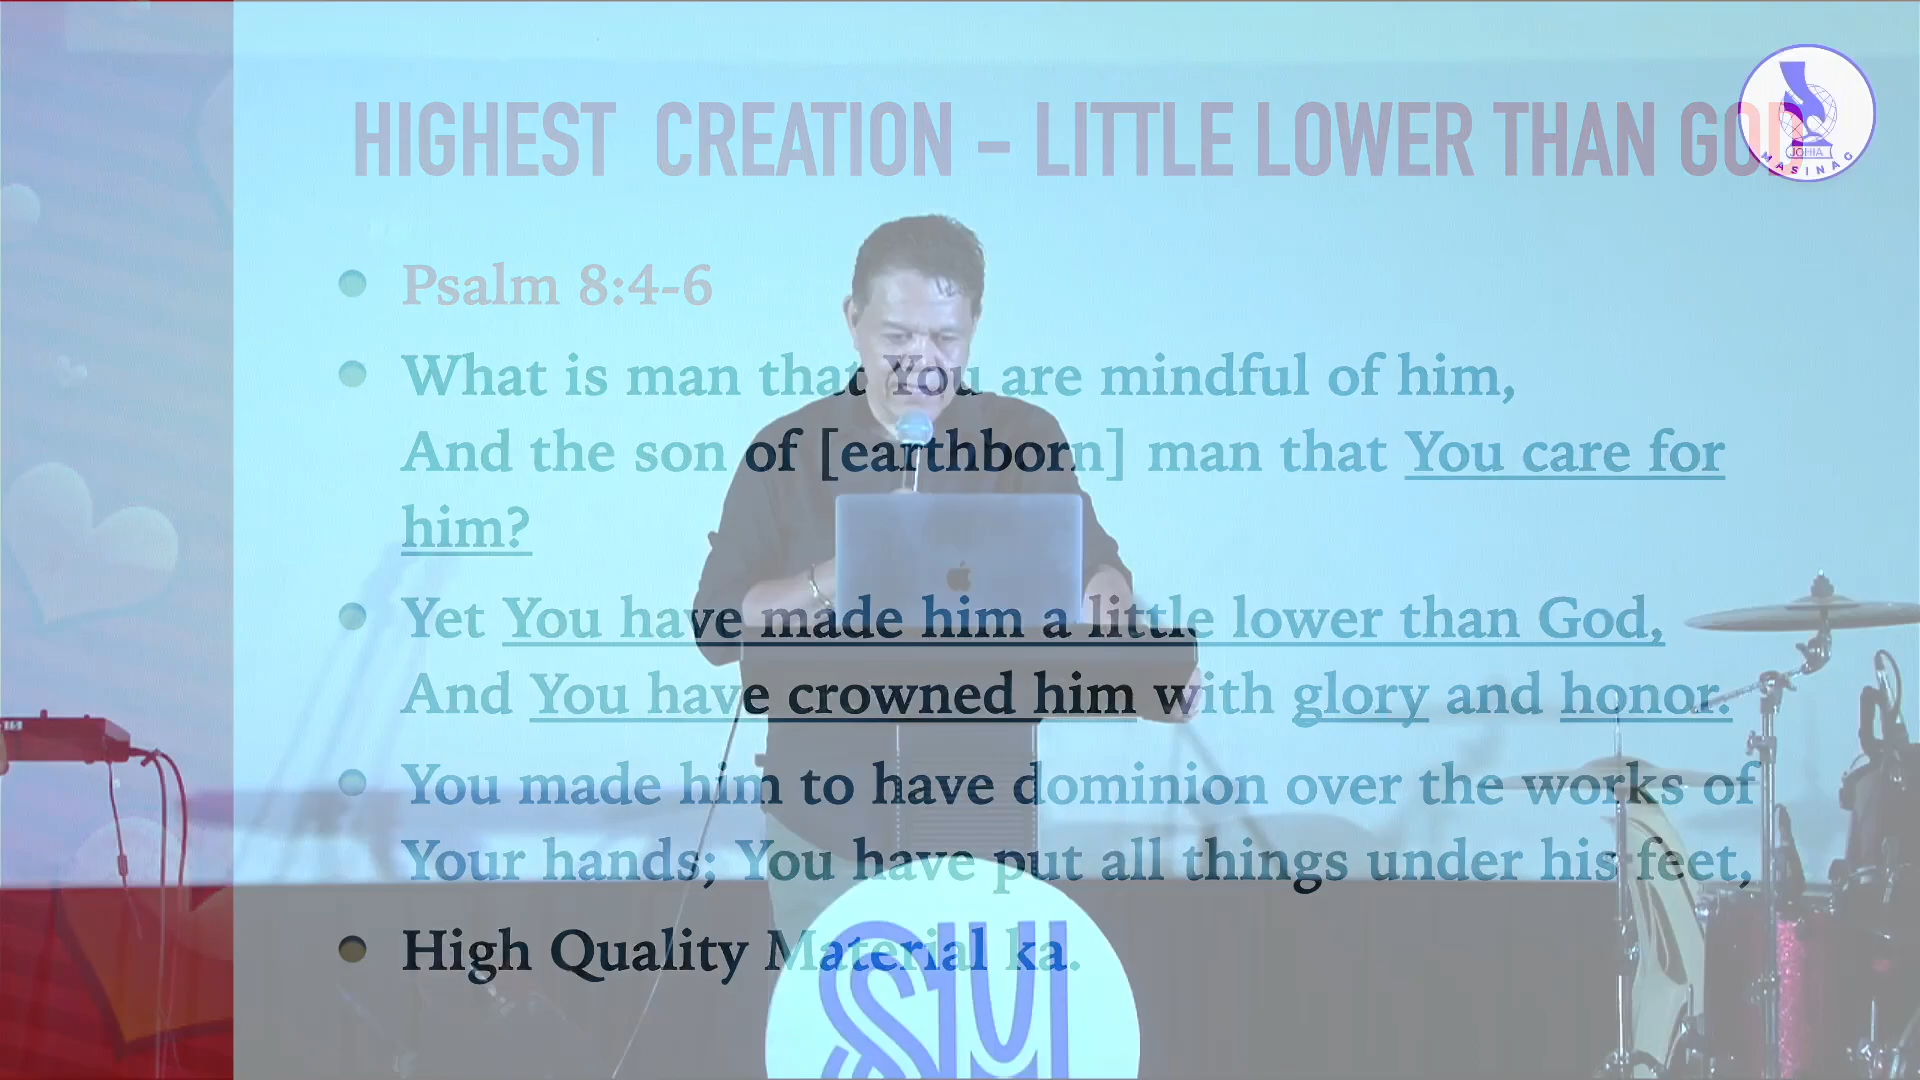 HIGHEST CREATION - LITTLE LOWER THAN GOD
JOHIA
MASINAG
Psalm 8:4-6
What is man that You are mindful of him,
And the son of [earthborn] man that You care for
him?
Yet You have made him a little lower than God,
And You have crowned him with glory and honor.
You made him to have dominion over the works of
Your hands; You have put all things under his feet,
High Quality Material ka.
SM